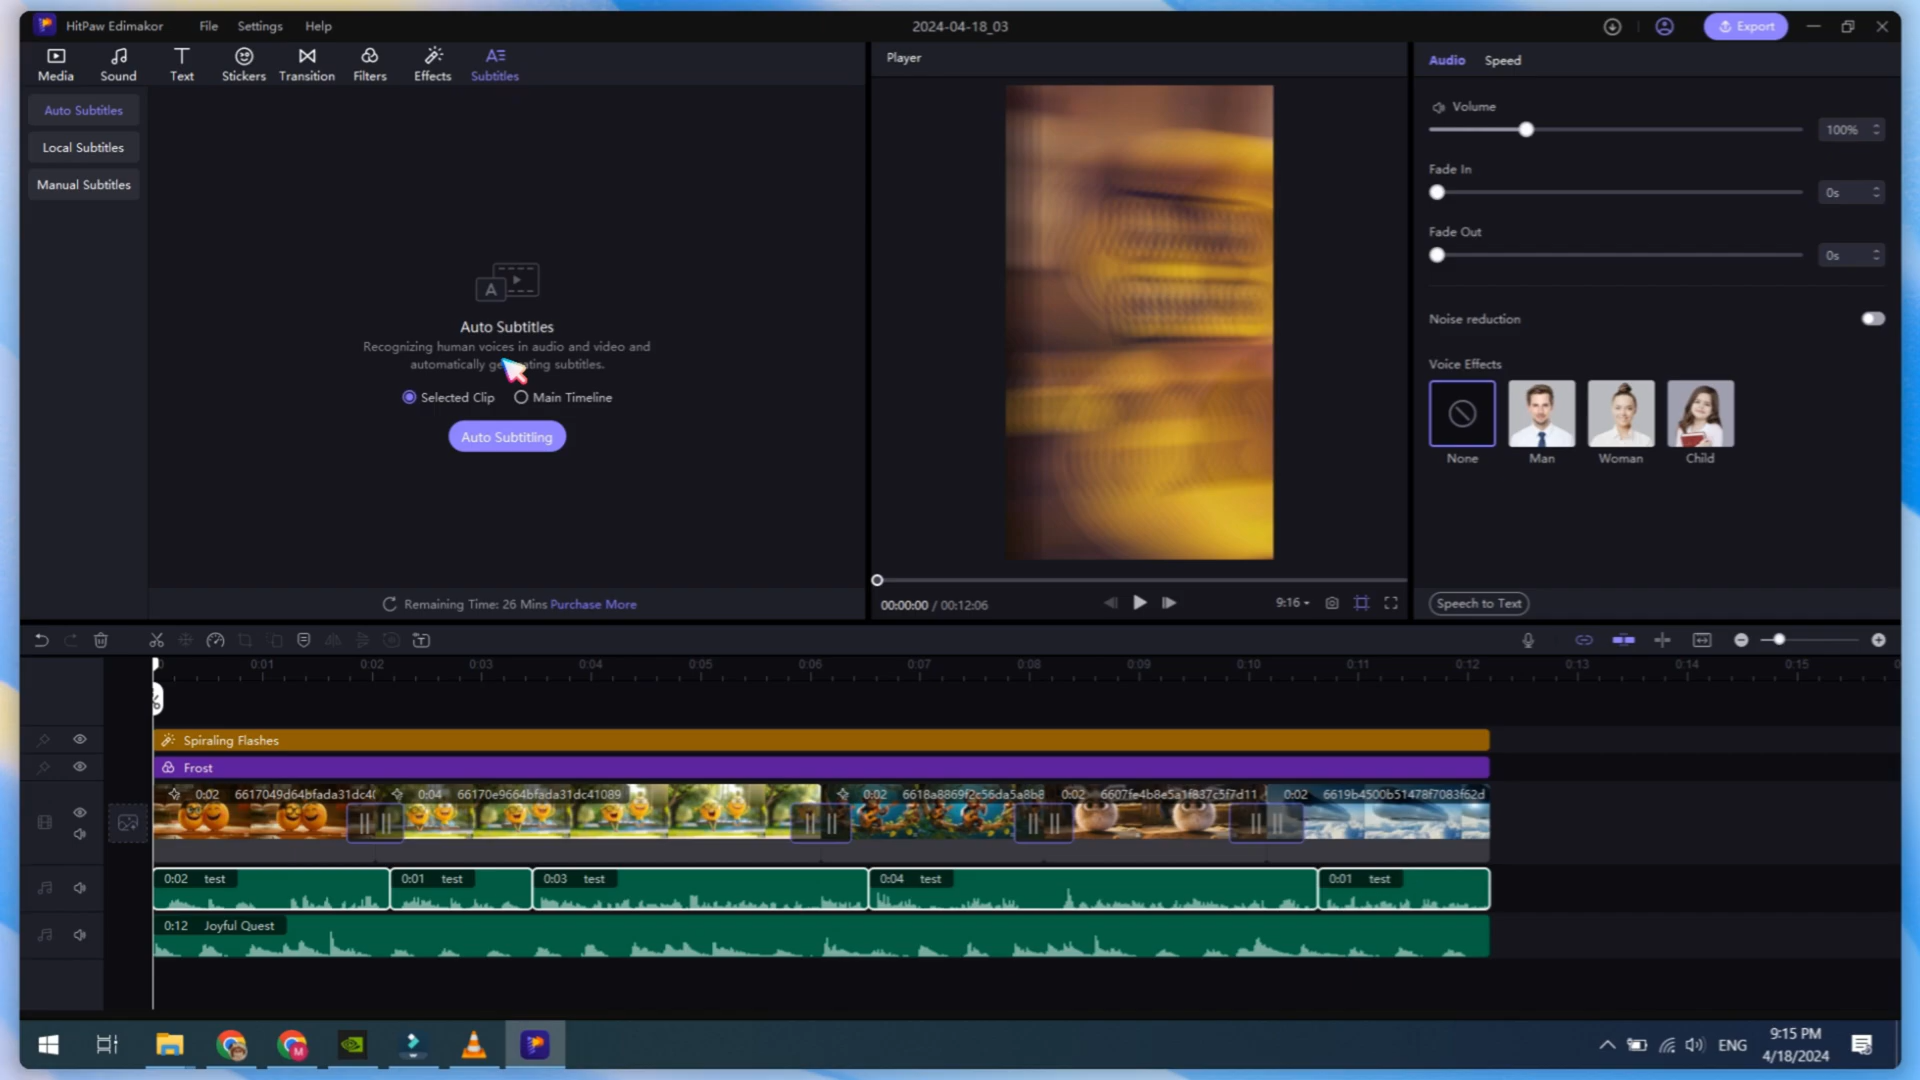 HitPaw Edimakor
File
Settings
Help
2024-04-18_03
Export
Media
Sound
Text
Stickers
Transition
Filters
Effects
Subtitles
Player
Audio
Speed
Auto Subtitles
Local Subtitles
Manual Subtitles
Volume
100%
Fade In
0s
Fade Out
0s
Noise reduction
Voice Effects
None
Man
Woman
Child
A
Auto Subtitles
Recognizing human voices in audio and video and
automatically generating subtitles.
Selected Clip
Main Timeline
Auto Subtitling
Remaining Time: 26 Mins Purchase More
00:00:00 / 00:12:06
9:16
Speech to Text
0:01
0:02
0:03
0:04
0:05
0:06
0:07
0:08
0:09
0:10
0:11
0:12
0:13
0:14
0:15
Spiraling Flashes
Frost
0:02 6617049d64bfada31dc4(
0:04 66170e9664bfada31dc41089
0:02 6618a8869f2c56da5a8b8
0:02 6607fe4b8e5a1f837c5f7d11
0:02 6619b4500b51478f7083f62d
0:02 test
0:01 test
0:03 test
0:04 test
0:01 test
0:12 Joyful Quest
ENG
9:15 PM
4/18/2024